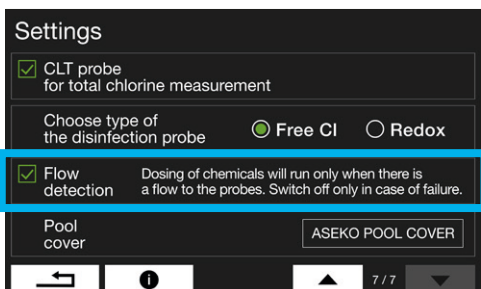 Settings
CLT probe
for total chlorine measurement
Choose type of
the disinfection probe
Free Cl
Redox
Flow
detection
Dosing of chemicals will run only when there is
a flow to the probes. Switch off only in case of failure.
Pool
cover
ASEKO POOL COVER
7/7